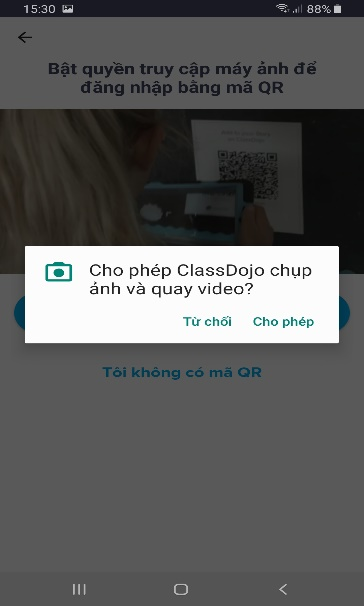 15:30 88%
Bật quyền truy cập máy ảnh để
đăng nhập bằng mã QR
Cho phép ClassDojo chụp
ảnh và quay video?
Từ chối Cho phép
Tôi không có mã QR